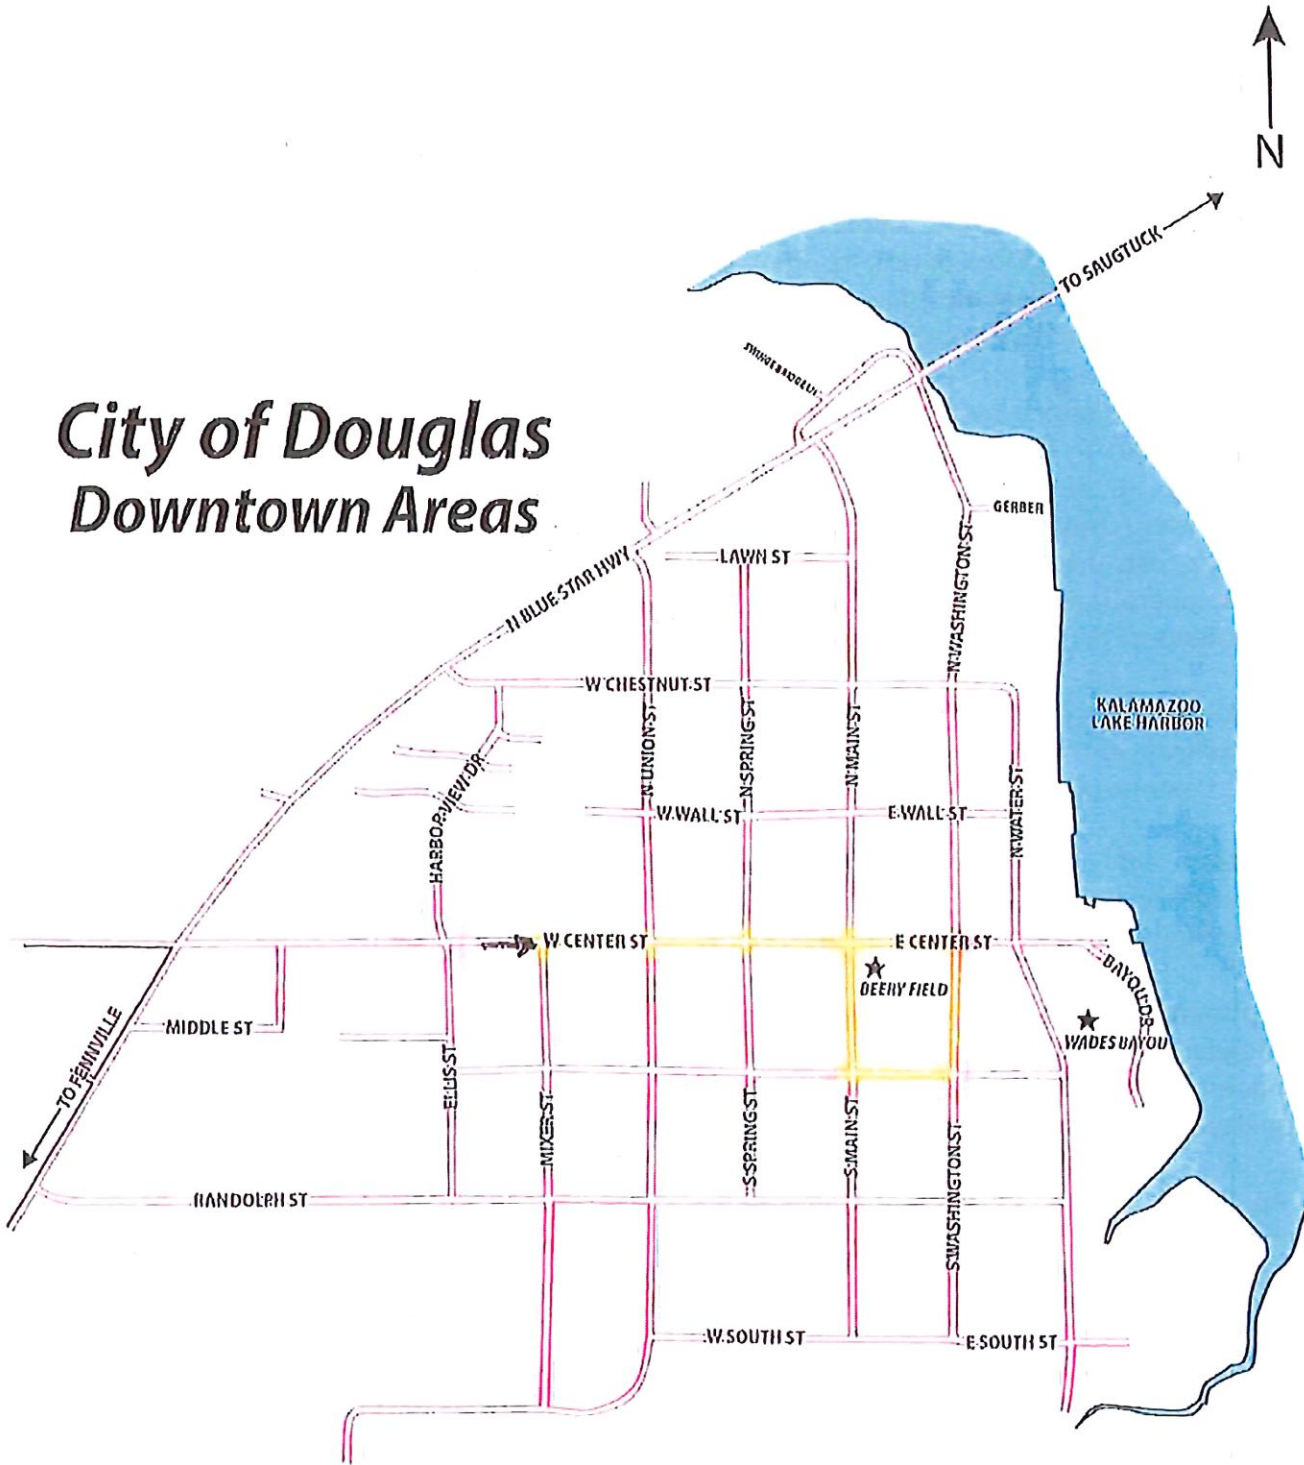 N
TO SAUGTUCK
City of Douglas
Downtown Areas
GERBER
LAWN ST
N BLUE STAR HWY
N WASHINGTON ST
W CHESTNUT ST
KALAMAZOO
LAKE HARBOR
N UNION ST
N SPRING ST
N MAIN ST
HARBOR VIEW DR
N WATER ST
W WALL ST
E WALL ST
W CENTER ST
E CENTER ST
BAYOU DR
DEERY FIELD
MIDDLE ST
WADES BAYOU
TO FENNVILLE
ELLIS ST
MIXER ST
S SPRING ST
S MAIN ST
S WASHINGTON ST
RANDOLPH ST
W SOUTH ST
E SOUTH ST